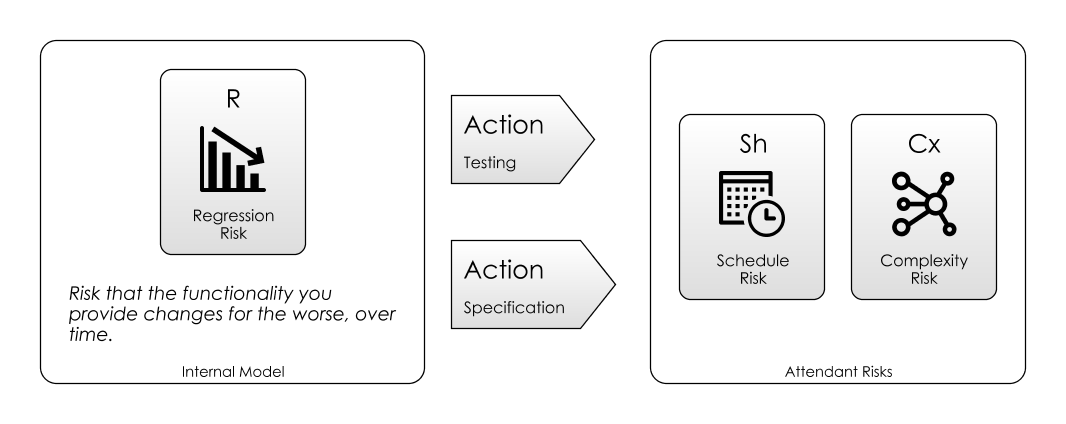 R
Regression
Risk
Risk that the functionality you
provide changes for the worse, over
time.
Internal Model
Action
Testing
Action
Specification
Sh
Schedule
Risk
Cx
Complexity
Risk
Attendant Risks